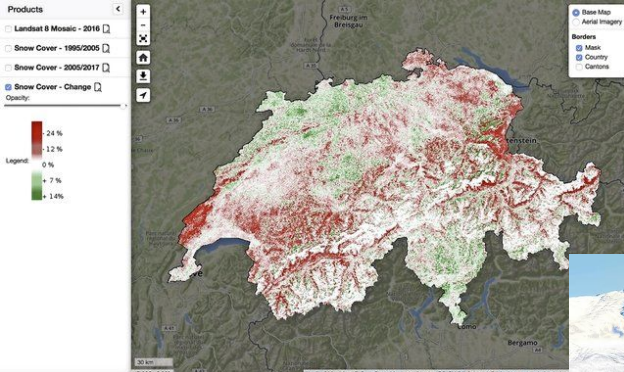 Products
Landsat 8 Mosaic - 2016
Snow Cover - 1995/2005
Snow Cover - 2005/2017
Snow Cover - Change
Opacity:
Legend:
- 24 %
- 12 %
0 %
+ 7 %
+ 14%
+
-
Freiburg im
Breisgau
Base Map
Aerial Imagery
Borders
Mask
Country
Cantons
A 36
enstein
Como
Bergamo
30 km